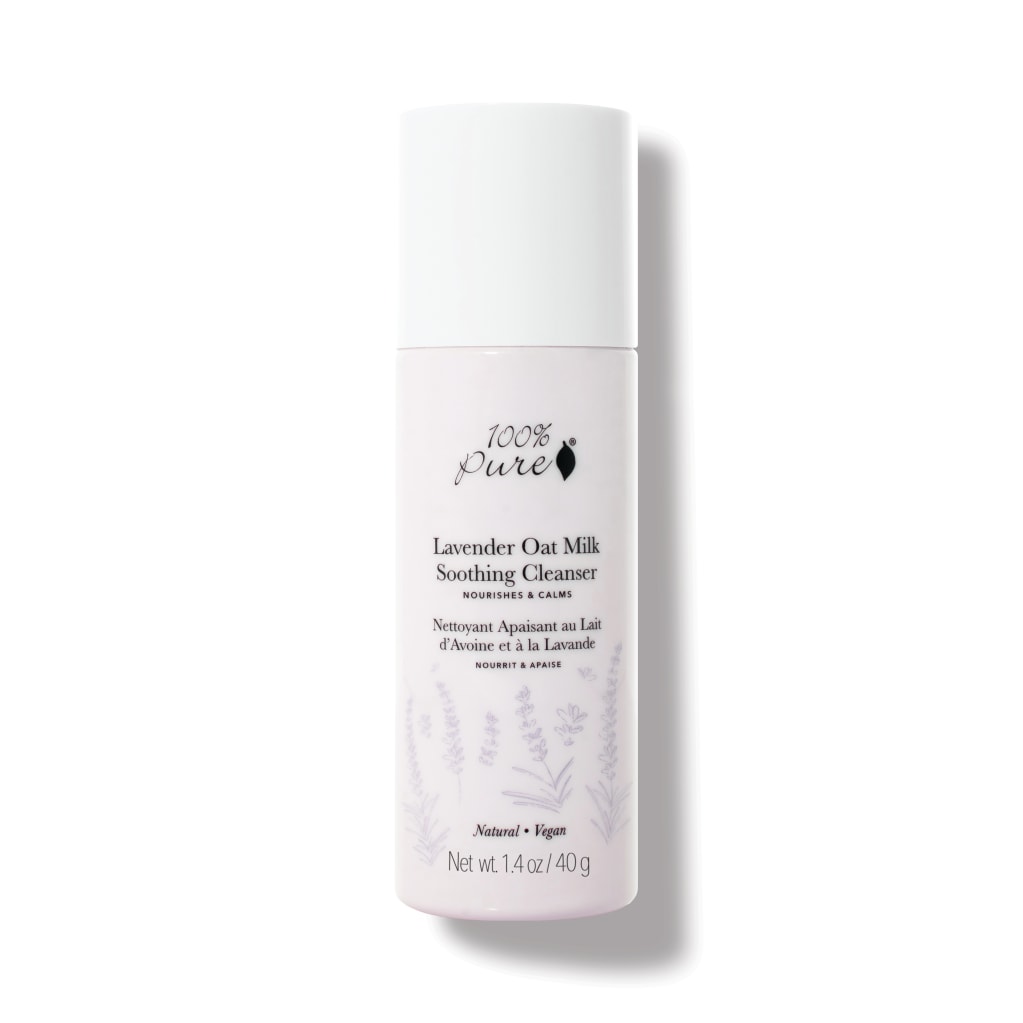 100%
Pure®
Lavender Oat Milk
Soothing Cleanser
NOURISHES & CALMS
Nettoyant Apaisant au Lait
d'Avoine et à la Lavande
NOURRIT & APAISE
Natural • Vegan
Net wt. 1.4 oz / 40 g